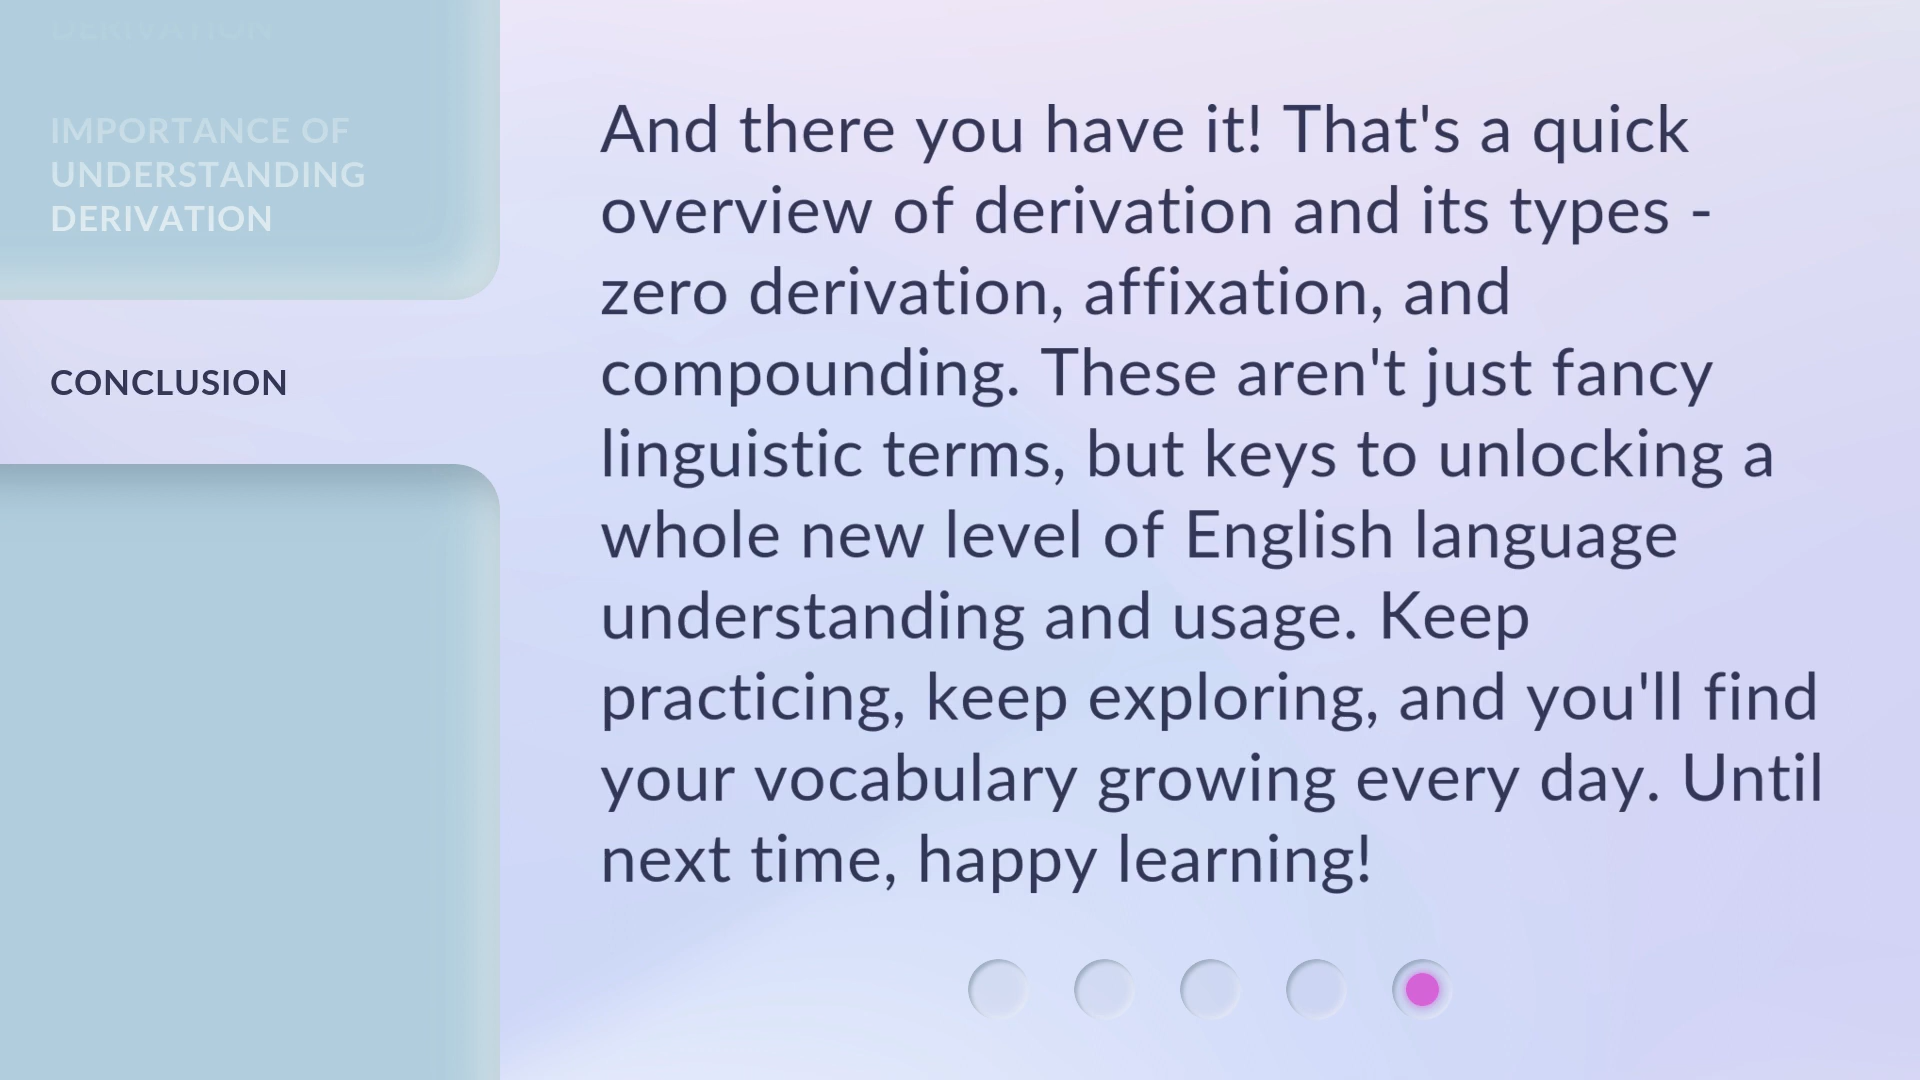 DERIVATION
IMPORTANCE OF
UNDERSTANDING
DERIVATION
CONCLUSION
And there you have it! That's a quick
overview of derivation and its types -
zero derivation, affixation, and
compounding. These aren't just fancy
linguistic terms, but keys to unlocking a
whole new level of English language
understanding and usage. Keep
practicing, keep exploring, and you'll find
your vocabulary growing every day. Until
next time, happy learning!